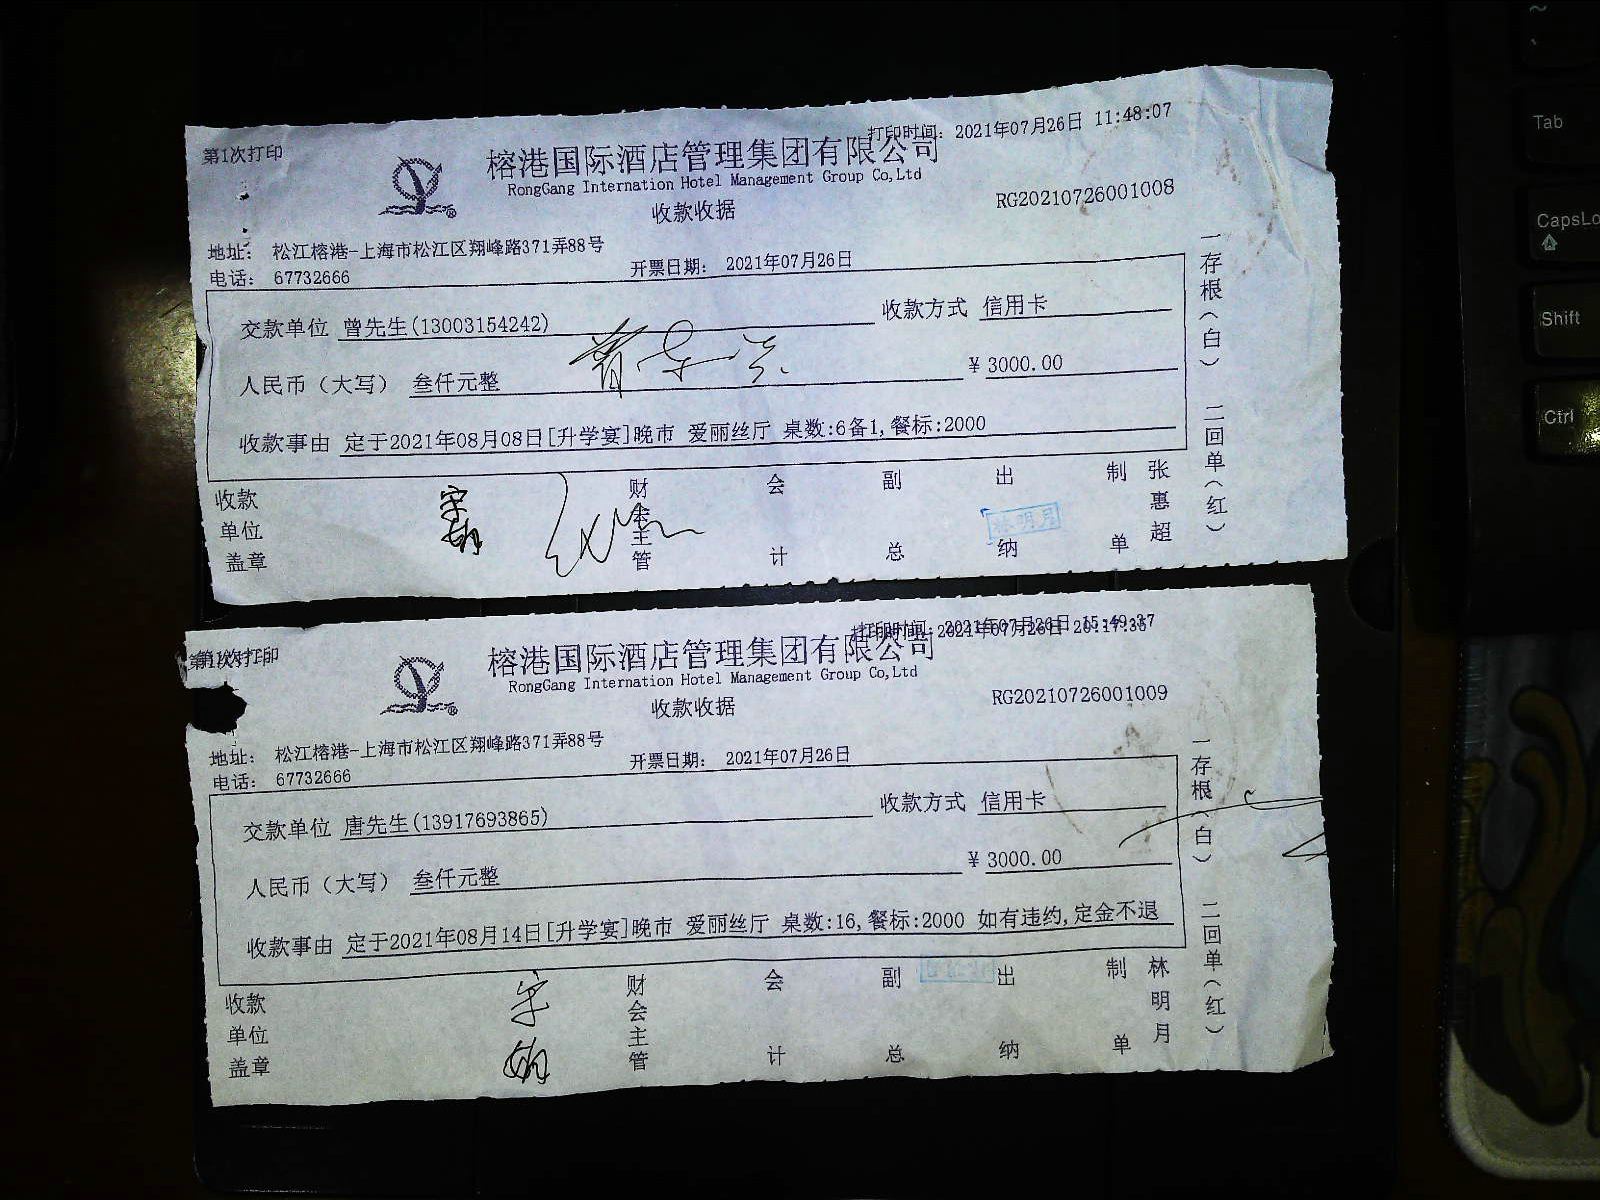 第1次打印
打印时间: 2021年07月26日 11:48:07
榕港国际酒店管理集团有限公司
RongGang Internation Hotel Management Group Co,Ltd
收款收据
RG20210726001008
地址: 松江榕港-上海市松江区翔峰路371弄88号
电话: 67732666
开票日期: 2021年07月26日
交款单位 曾先生(13003154242) 收款方式 信用卡
人民币（大写） 叁仟元整 ¥3000.00
收款事由 定于2021年08月08日[升学宴]晚市 爱丽丝厅 桌数:6备1,餐标:2000
收款单位盖章 财会主管 会计 副总 出纳 制单 张惠超
林明月
一存根（白） 二回单（红）
打印时间: 2021年07月26日
榕港国际酒店管理集团有限公司
RongGang Internation Hotel Management Group Co,Ltd
收款收据
RG20210726001009
地址: 松江榕港-上海市松江区翔峰路371弄88号
电话: 67732666
开票日期: 2021年07月26日
交款单位 唐先生(13917693865) 收款方式 信用卡
人民币（大写） 叁仟元整 ¥3000.00
收款事由 定于2021年08月14日[升学宴]晚市 爱丽丝厅 桌数:16,餐标:2000 如有违约,定金不退
收款单位盖章 财会主管 会计 副总 出纳 制单 林明月
一存根（白） 二回单（红）
Tab
CapsLo
Shift
Ctrl